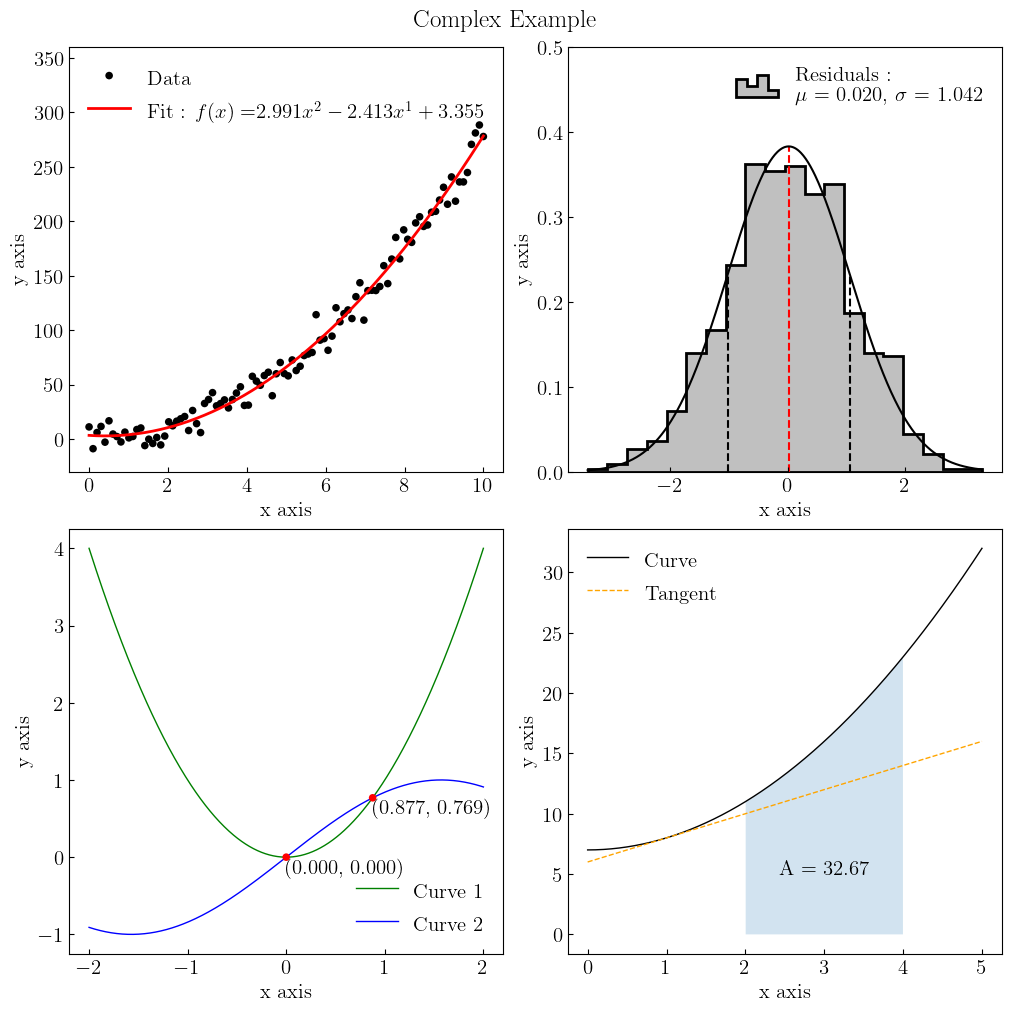 Complex Example
350
300
250
200
150
100
50
0
0 2 4 6 8 10
x axis
y axis
Data
Fit : f(x) =2.991x² − 2.413x¹ + 3.355
0.5
0.4
0.3
0.2
0.1
0.0
−2 0 2
x axis
y axis
Residuals :
μ = 0.020, σ = 1.042
4
3
2
1
0
−1
−2 −1 0 1 2
x axis
y axis
(0.877, 0.769)
(0.000, 0.000)
Curve 1
Curve 2
30
25
20
15
10
5
0
0 1 2 3 4 5
x axis
y axis
Curve
Tangent
A = 32.67